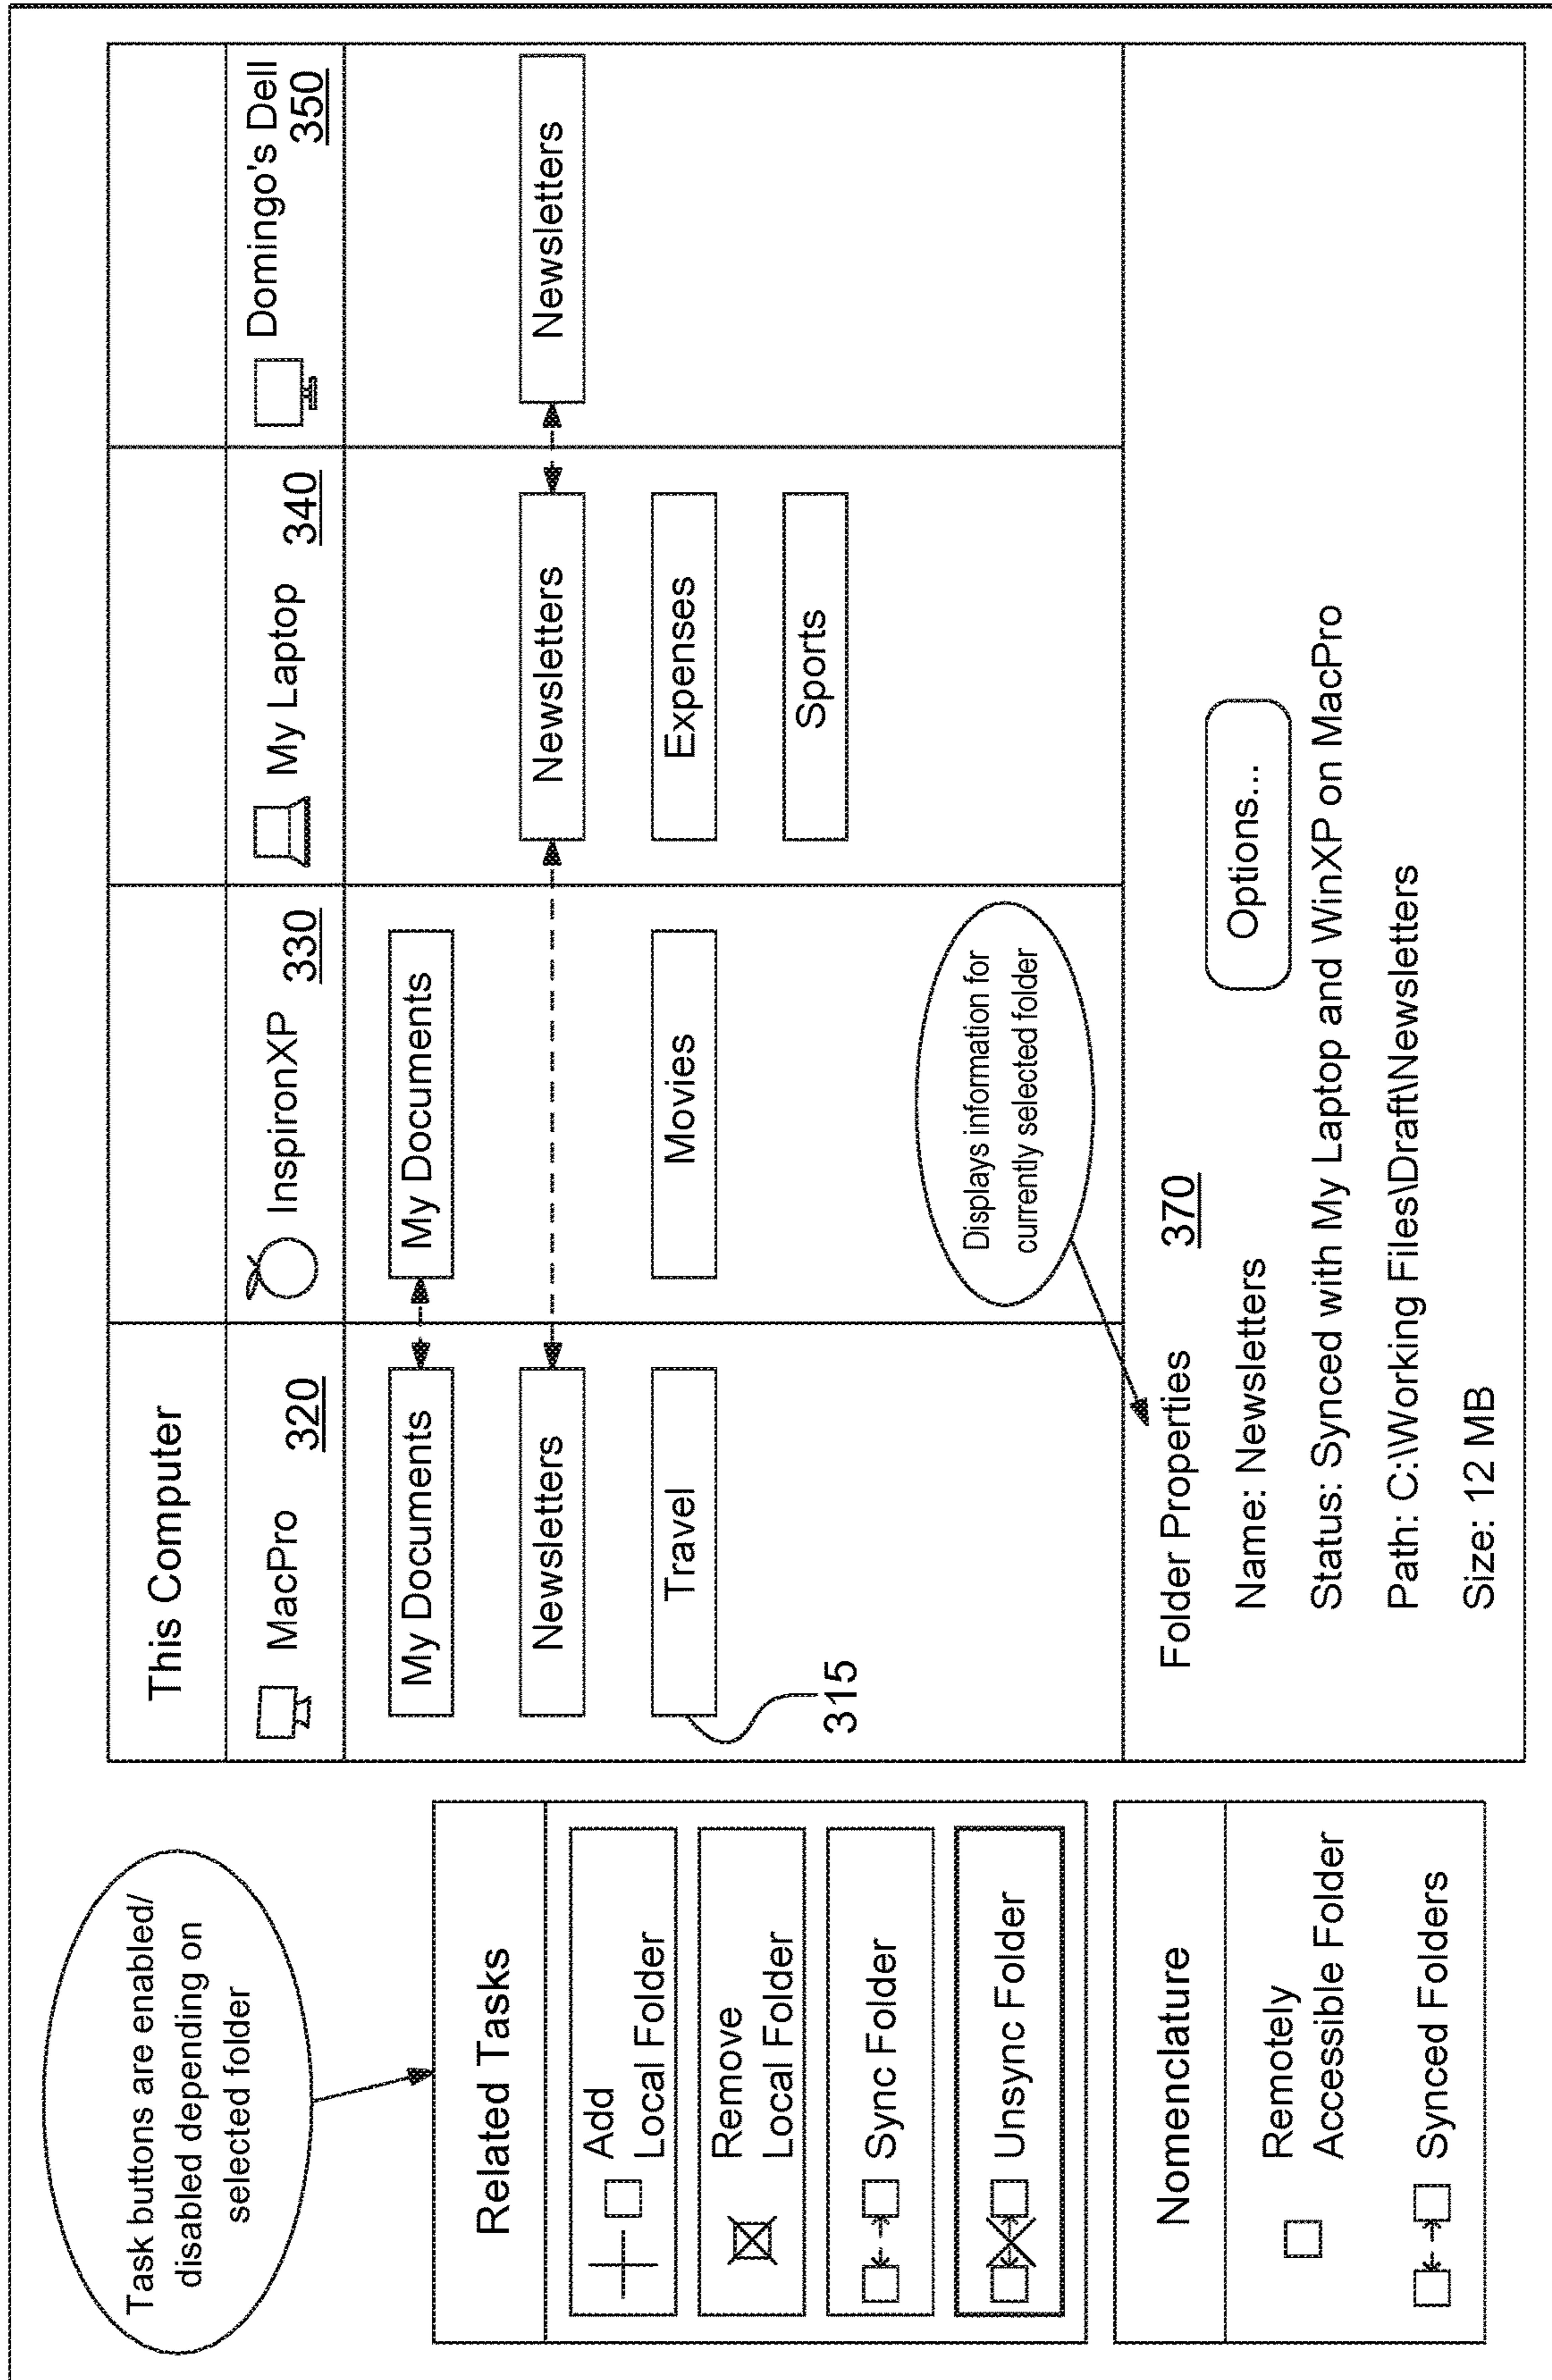 Task buttons are enabled/
disabled depending on
selected folder
Related Tasks
Add
Local Folder
Remove
Local Folder
Sync Folder
Unsync Folder
Nomenclature
Remotely
Accessible Folder
Synced Folders
This Computer
MacPro 320
InspironXP 330
My Laptop 340
Domingo's Dell
350
My Documents
My Documents
Newsletters
Newsletters
Newsletters
Travel
Movies
Expenses
Sports
315
Displays information for
currently selected folder
Folder Properties 370
Name: Newsletters
Options...
Status: Synced with My Laptop and WinXP on MacPro
Path: C:\Working Files\Draft\Newsletters
Size: 12 MB